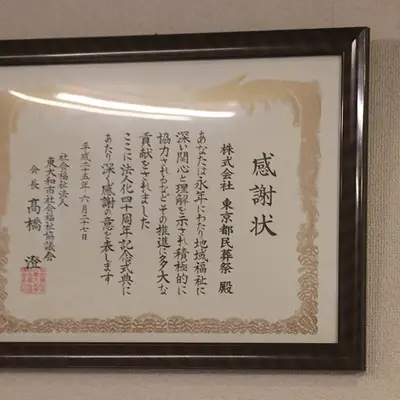 感謝状
株式会社 東京都民葬祭 殿
あなたは永年にわたり地域福祉に
深い関心と理解を示され積極的に
協力されるなどその推進に多大な
貢献をされました
ここに法人化四十周年記念式典に
あたり深く感謝の意を表します
平成二十五年 六月二十七日
社会福祉法人
東大和市社会福祉協議会
会長 髙橋 澄